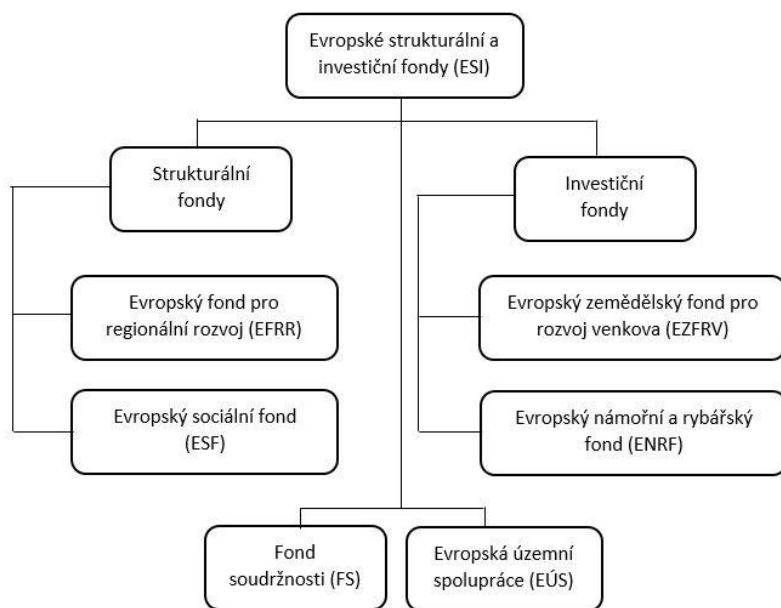 Evropské strukturální a
investiční fondy (ESI)
Strukturální
fondy
Investiční
fondy
Evropský fond pro
regionální rozvoj (EFRR)
Evropský zemědělský fond pro
rozvoj venkova (EZFRV)
Evropský sociální fond
(ESF)
Evropský námořní a rybářský
fond (ENRF)
Fond
soudržnosti (FS)
Evropská územní
spolupráce (EÚS)